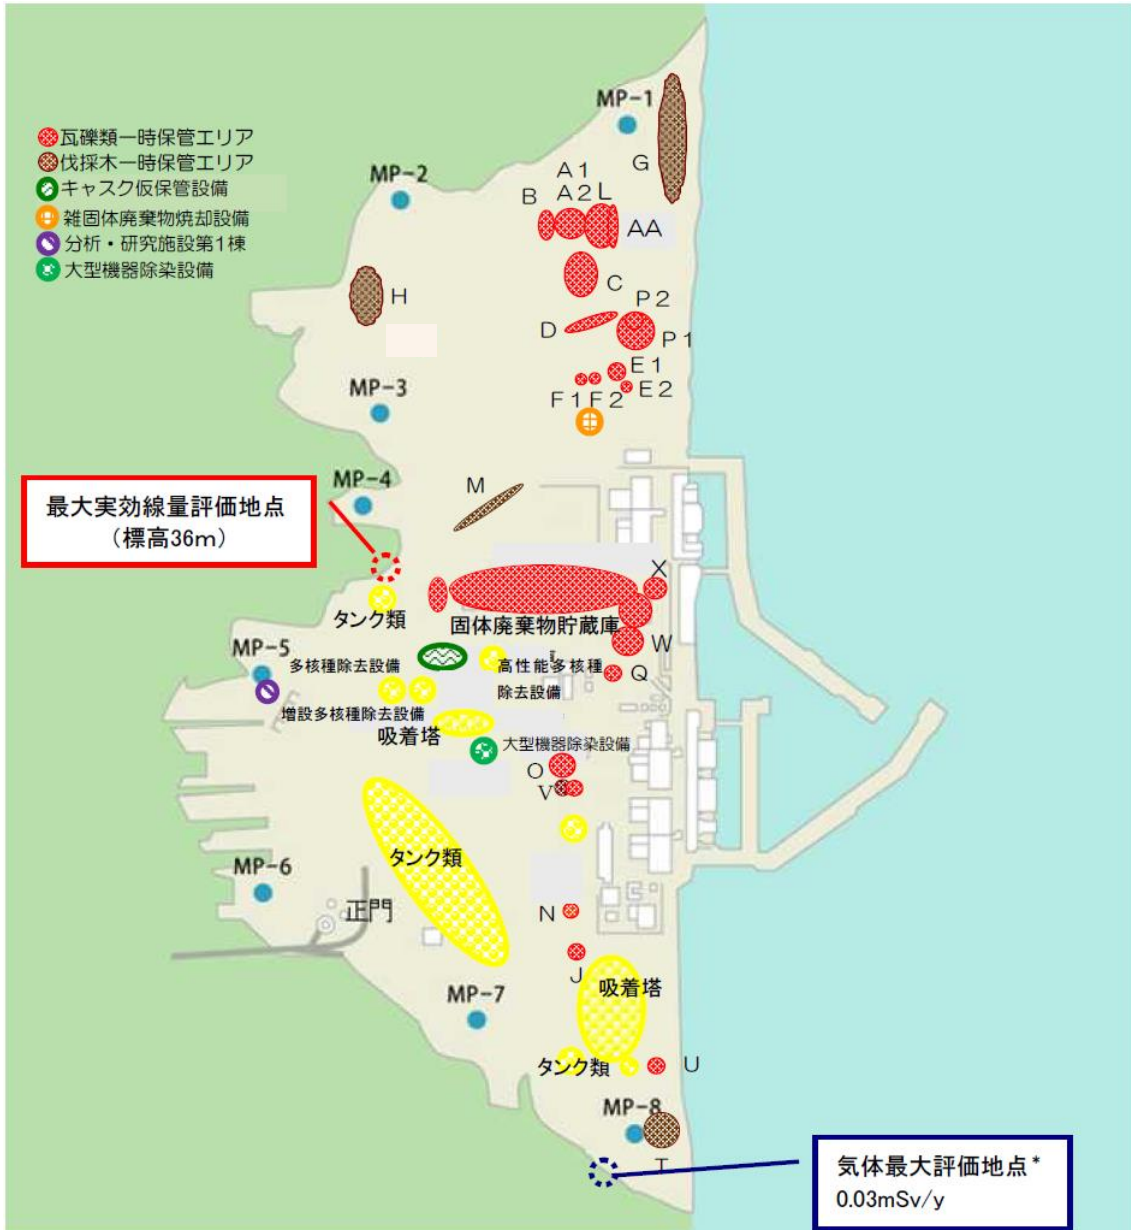 MP-1
瓦礫類一時保管エリア
伐採木一時保管エリア
キャスク仮保管設備
雑固体廃棄物焼却設備
分析・研究施設第1棟
大型機器除染設備
G
MP-2
A1
B
A2
L
AA
C
H
P2
D
P1
E1
E2
F1
F2
MP-3
MP-4
M
最大実効線量評価地点
(標高36m)
X
タンク類
固体廃棄物貯蔵庫
W
MP-5
多核種除去設備
高性能多核種
除去設備
Q
増設多核種除去設備
吸着塔
大型機器除染設備
O
V
タンク類
MP-6
正門
N
J
吸着塔
MP-7
タンク類
U
MP-8
T
気体最大評価地点*
0.03mSv/y